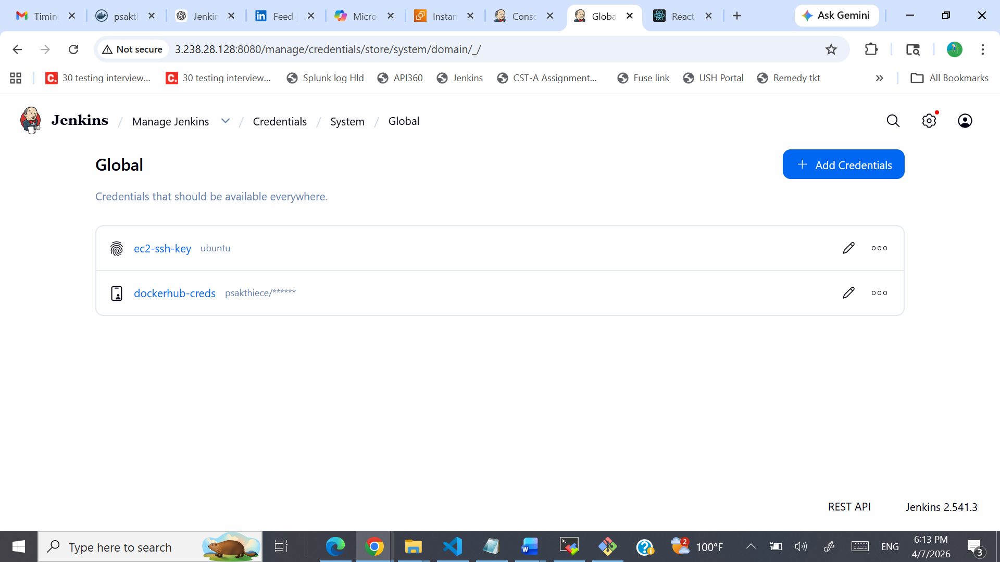 Timing
psakth
Jenkin
Feed
Micro
Instan
Conso
Globa
React
Ask Gemini
Not secure
3.238.28.128:8080/manage/credentials/store/system/domain/_/
30 testing interview...
30 testing interview...
Splunk log Hld
API360
Jenkins
CST-A Assignment...
Fuse link
USH Portal
Remedy tkt
All Bookmarks
Jenkins / Manage Jenkins / Credentials / System / Global
Global
+ Add Credentials
Credentials that should be available everywhere.
ec2-ssh-key ubuntu
dockerhub-creds psakthiece/******
REST API
Jenkins 2.541.3
Type here to search
2
100°F
ENG
6:13 PM
4/7/2026
3